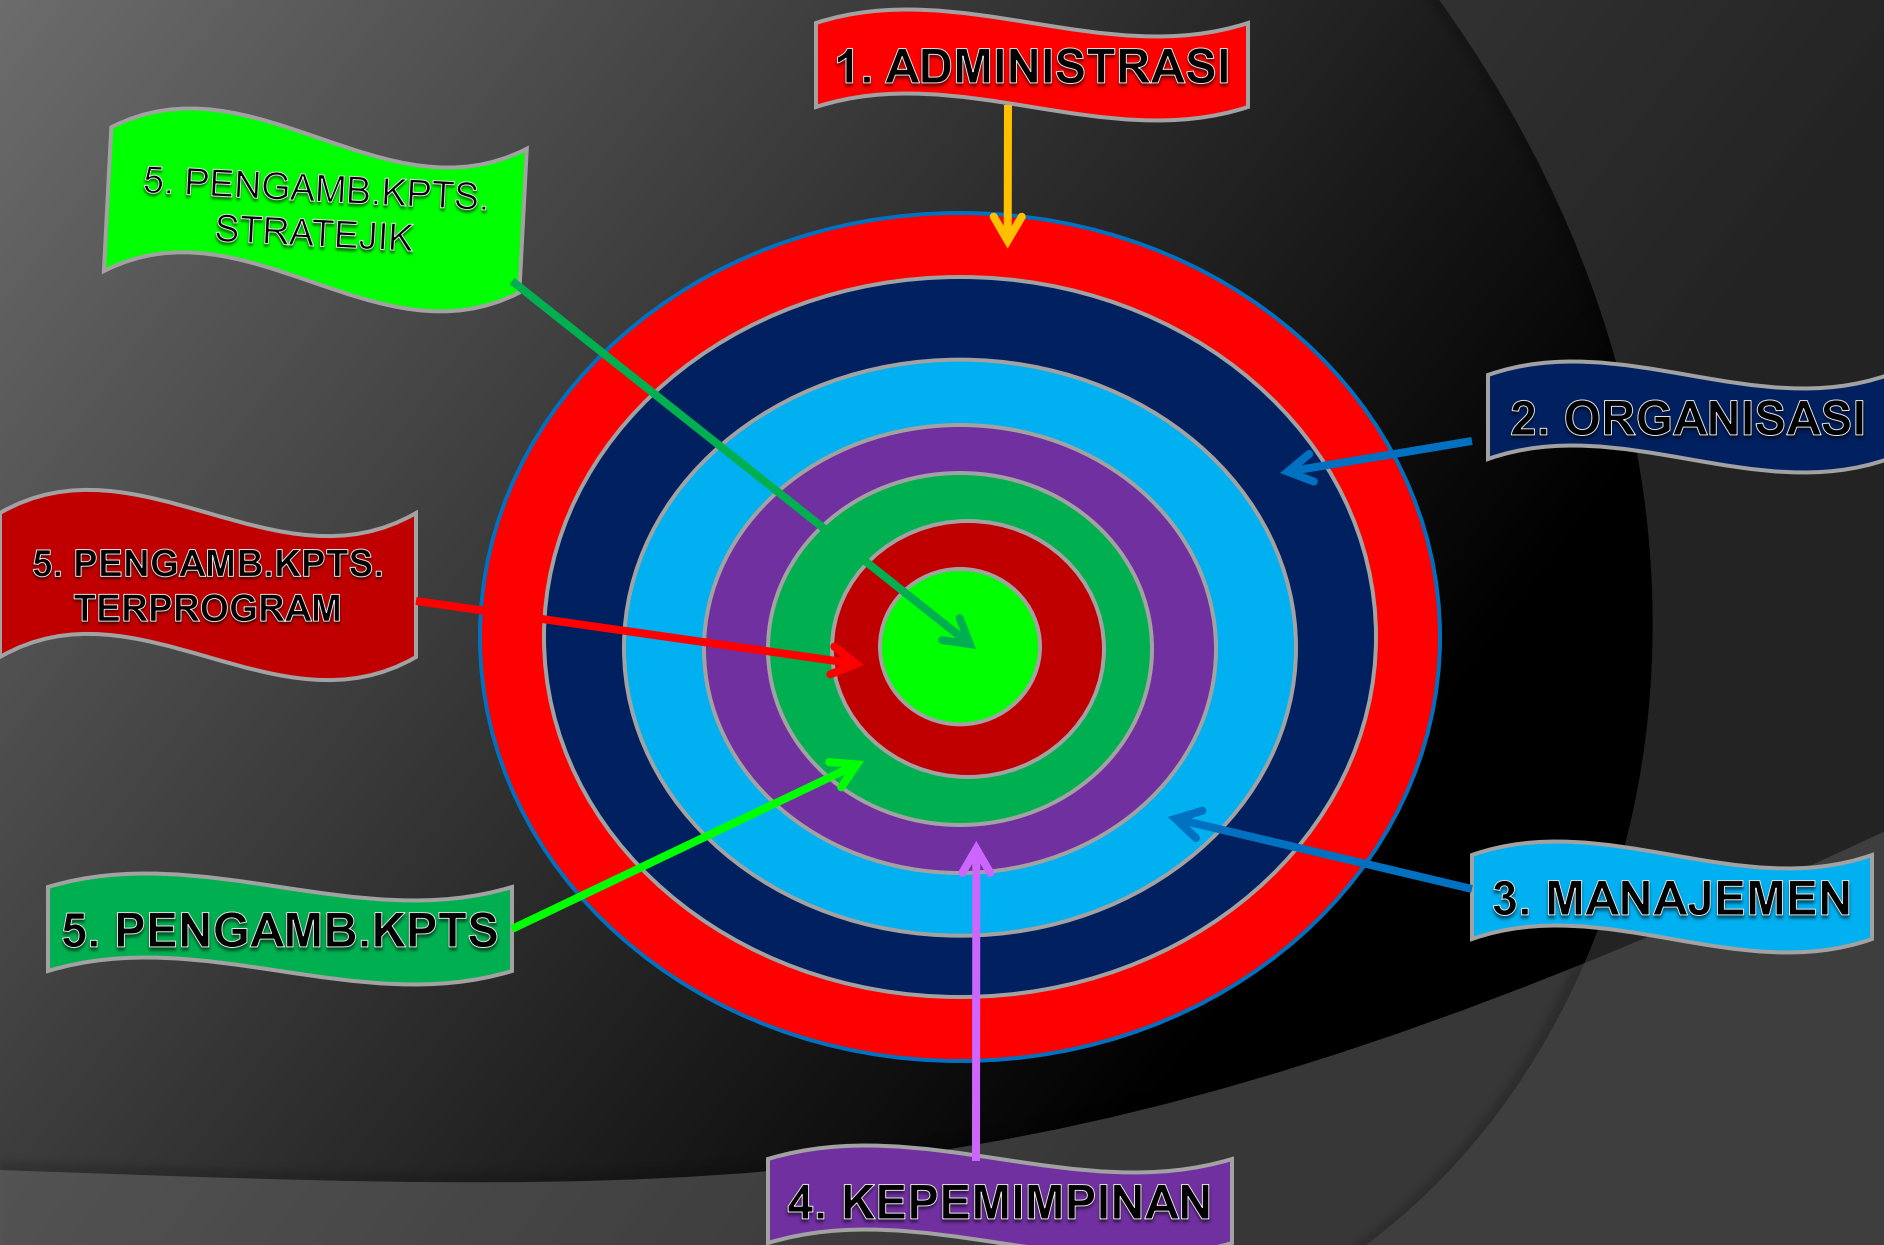 1. ADMINISTRASI
5. PENGAMB.KPTS.
STRATEJIK
2. ORGANISASI
5. PENGAMB.KPTS.
TERPROGRAM
3. MANAJEMEN
5. PENGAMB.KPTS
4. KEPEMIMPINAN